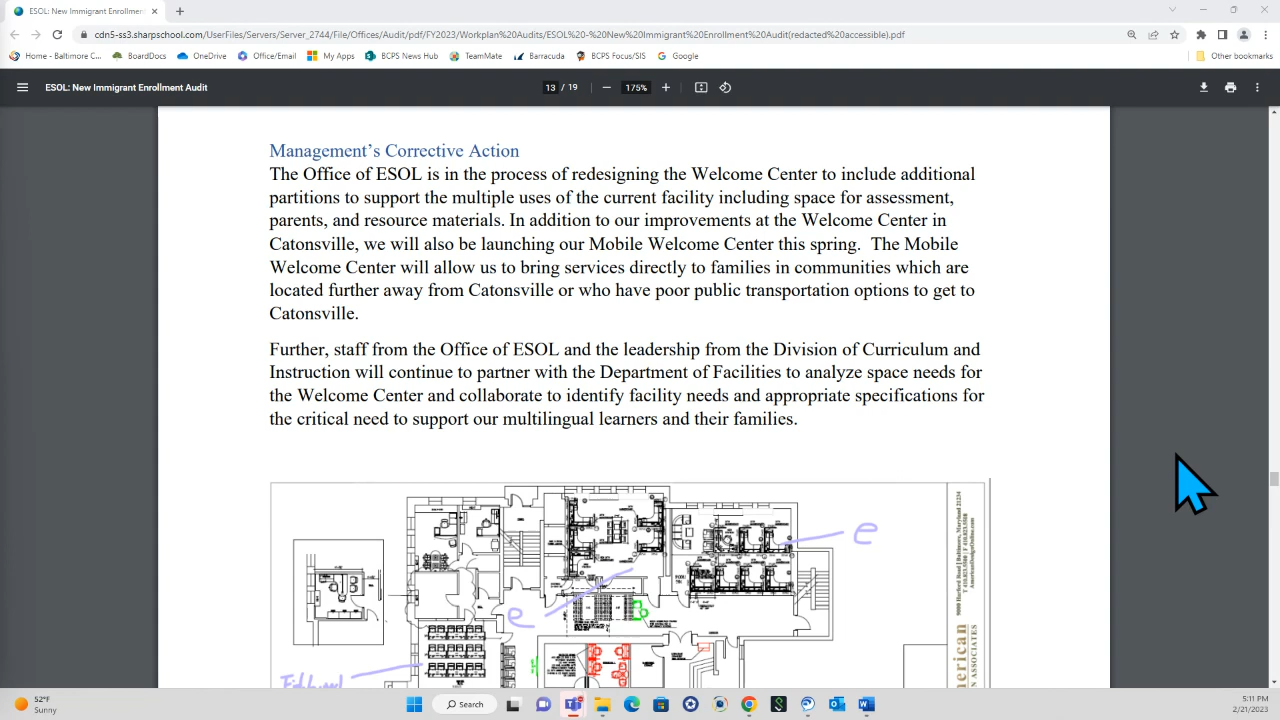 ESOL: New Immigrant Enrollment
cdn5-ss3.sharpschool.com/UserFiles/Servers/Server_2744/File/Offices/Audit/pdf/FY2023/Workplan%20Audits/ESOL%20-%20New%20Immigrant%20Enrollment%20Audit(redacted%20accessible).pdf
Home - Baltimore C... BoardDocs OneDrive Office/Email My Apps BCPS News Hub TeamMate Barracuda BCPS Focus/SIS Google Other bookmarks
ESOL: New Immigrant Enrollment Audit 13 / 19 175%
Management's Corrective Action
The Office of ESOL is in the process of redesigning the Welcome Center to include additional
partitions to support the multiple uses of the current facility including space for assessment,
parents, and resource materials. In addition to our improvements at the Welcome Center in
Catonsville, we will also be launching our Mobile Welcome Center this spring. The Mobile
Welcome Center will allow us to bring services directly to families in communities which are
located further away from Catonsville or who have poor public transportation options to get to
Catonsville.
Further, staff from the Office of ESOL and the leadership from the Division of Curriculum and
Instruction will continue to partner with the Department of Facilities to analyze space needs for
the Welcome Center and collaborate to identify facility needs and appropriate specifications for
the critical need to support our multilingual learners and their families.
e
e
9000 Harford Road | Baltimore, Maryland 21234
AmericanDesignOnline.com
erican
N ASSOCIATES
52°F
Sunny
Search
5:11 PM
2/21/2023